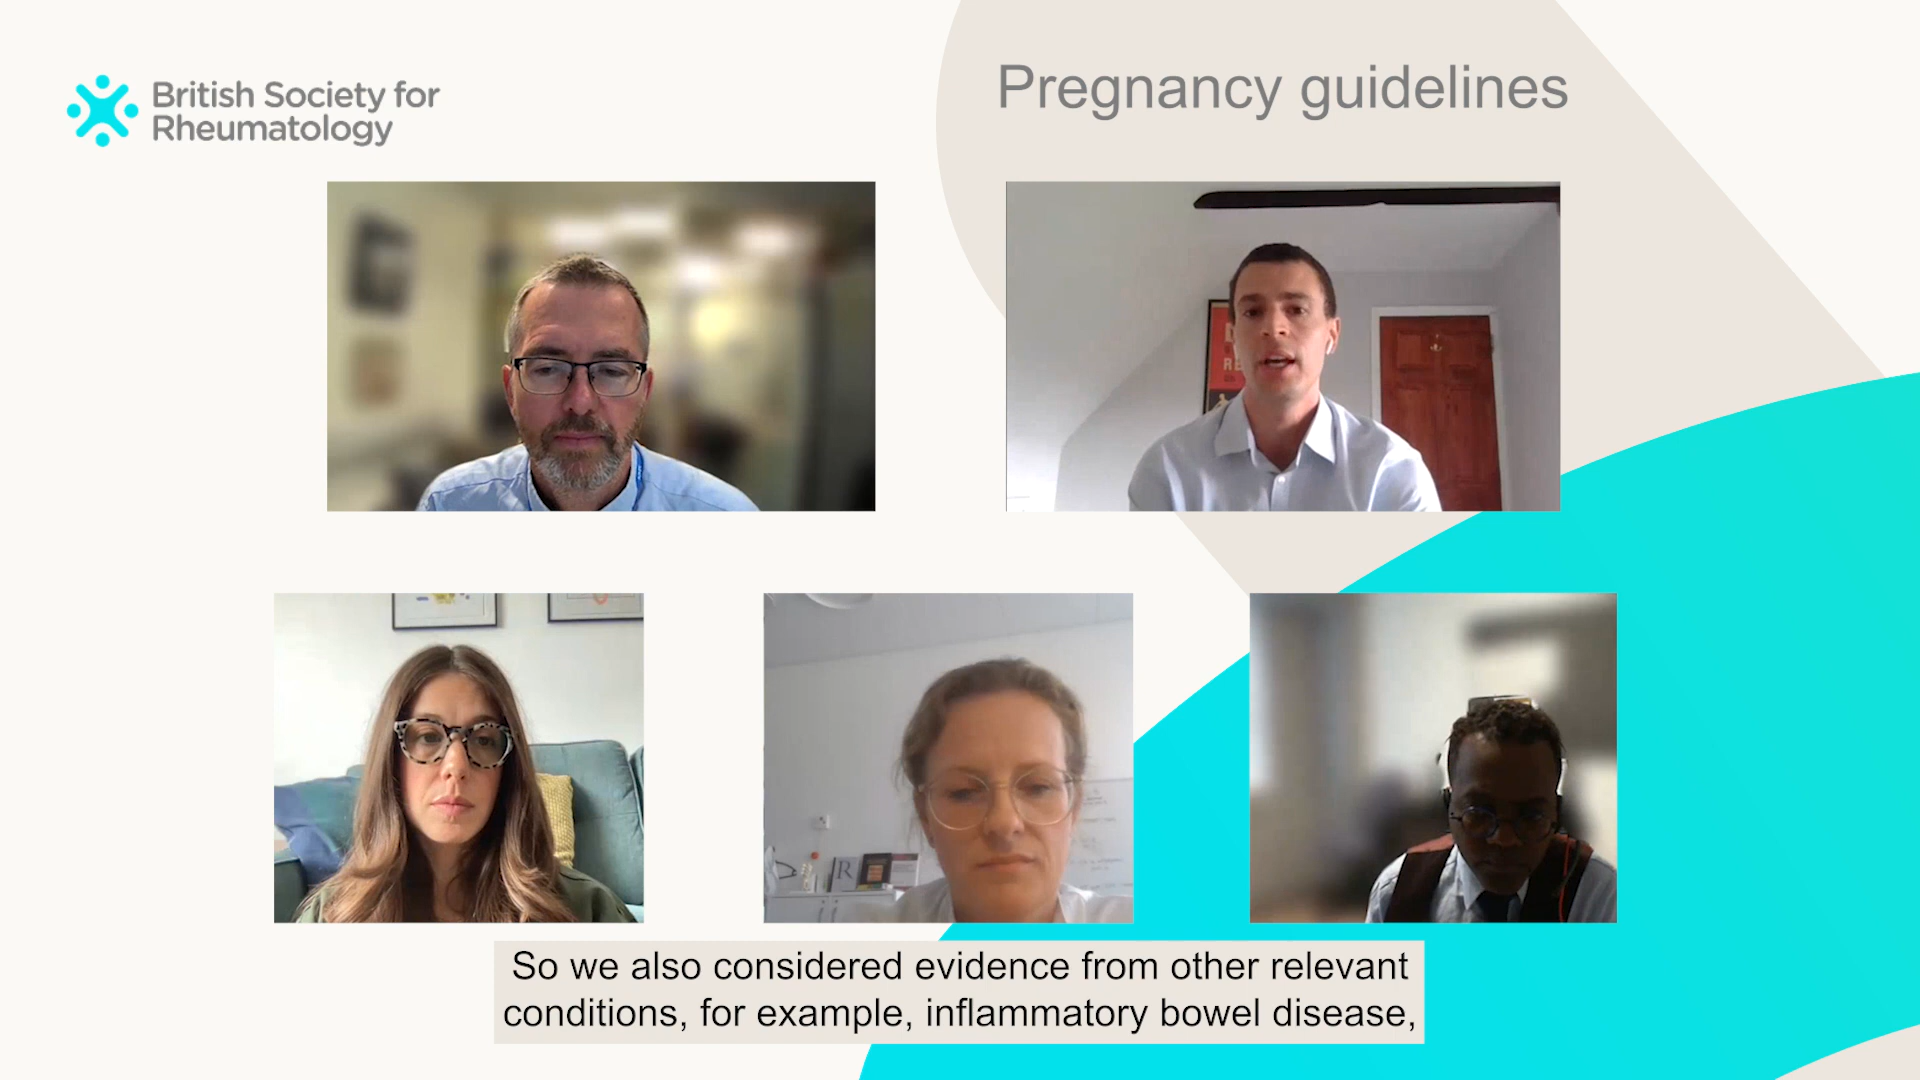 British Society for
Rheumatology
Pregnancy guidelines
RE
R
So we also considered evidence from other relevant
conditions, for example, inflammatory bowel disease,